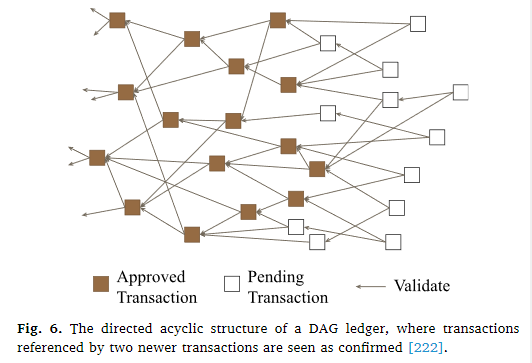 Approved
Transaction
Pending
Transaction
Validate
Fig. 6. The directed acyclic structure of a DAG ledger, where transactions
referenced by two newer transactions are seen as confirmed [222].